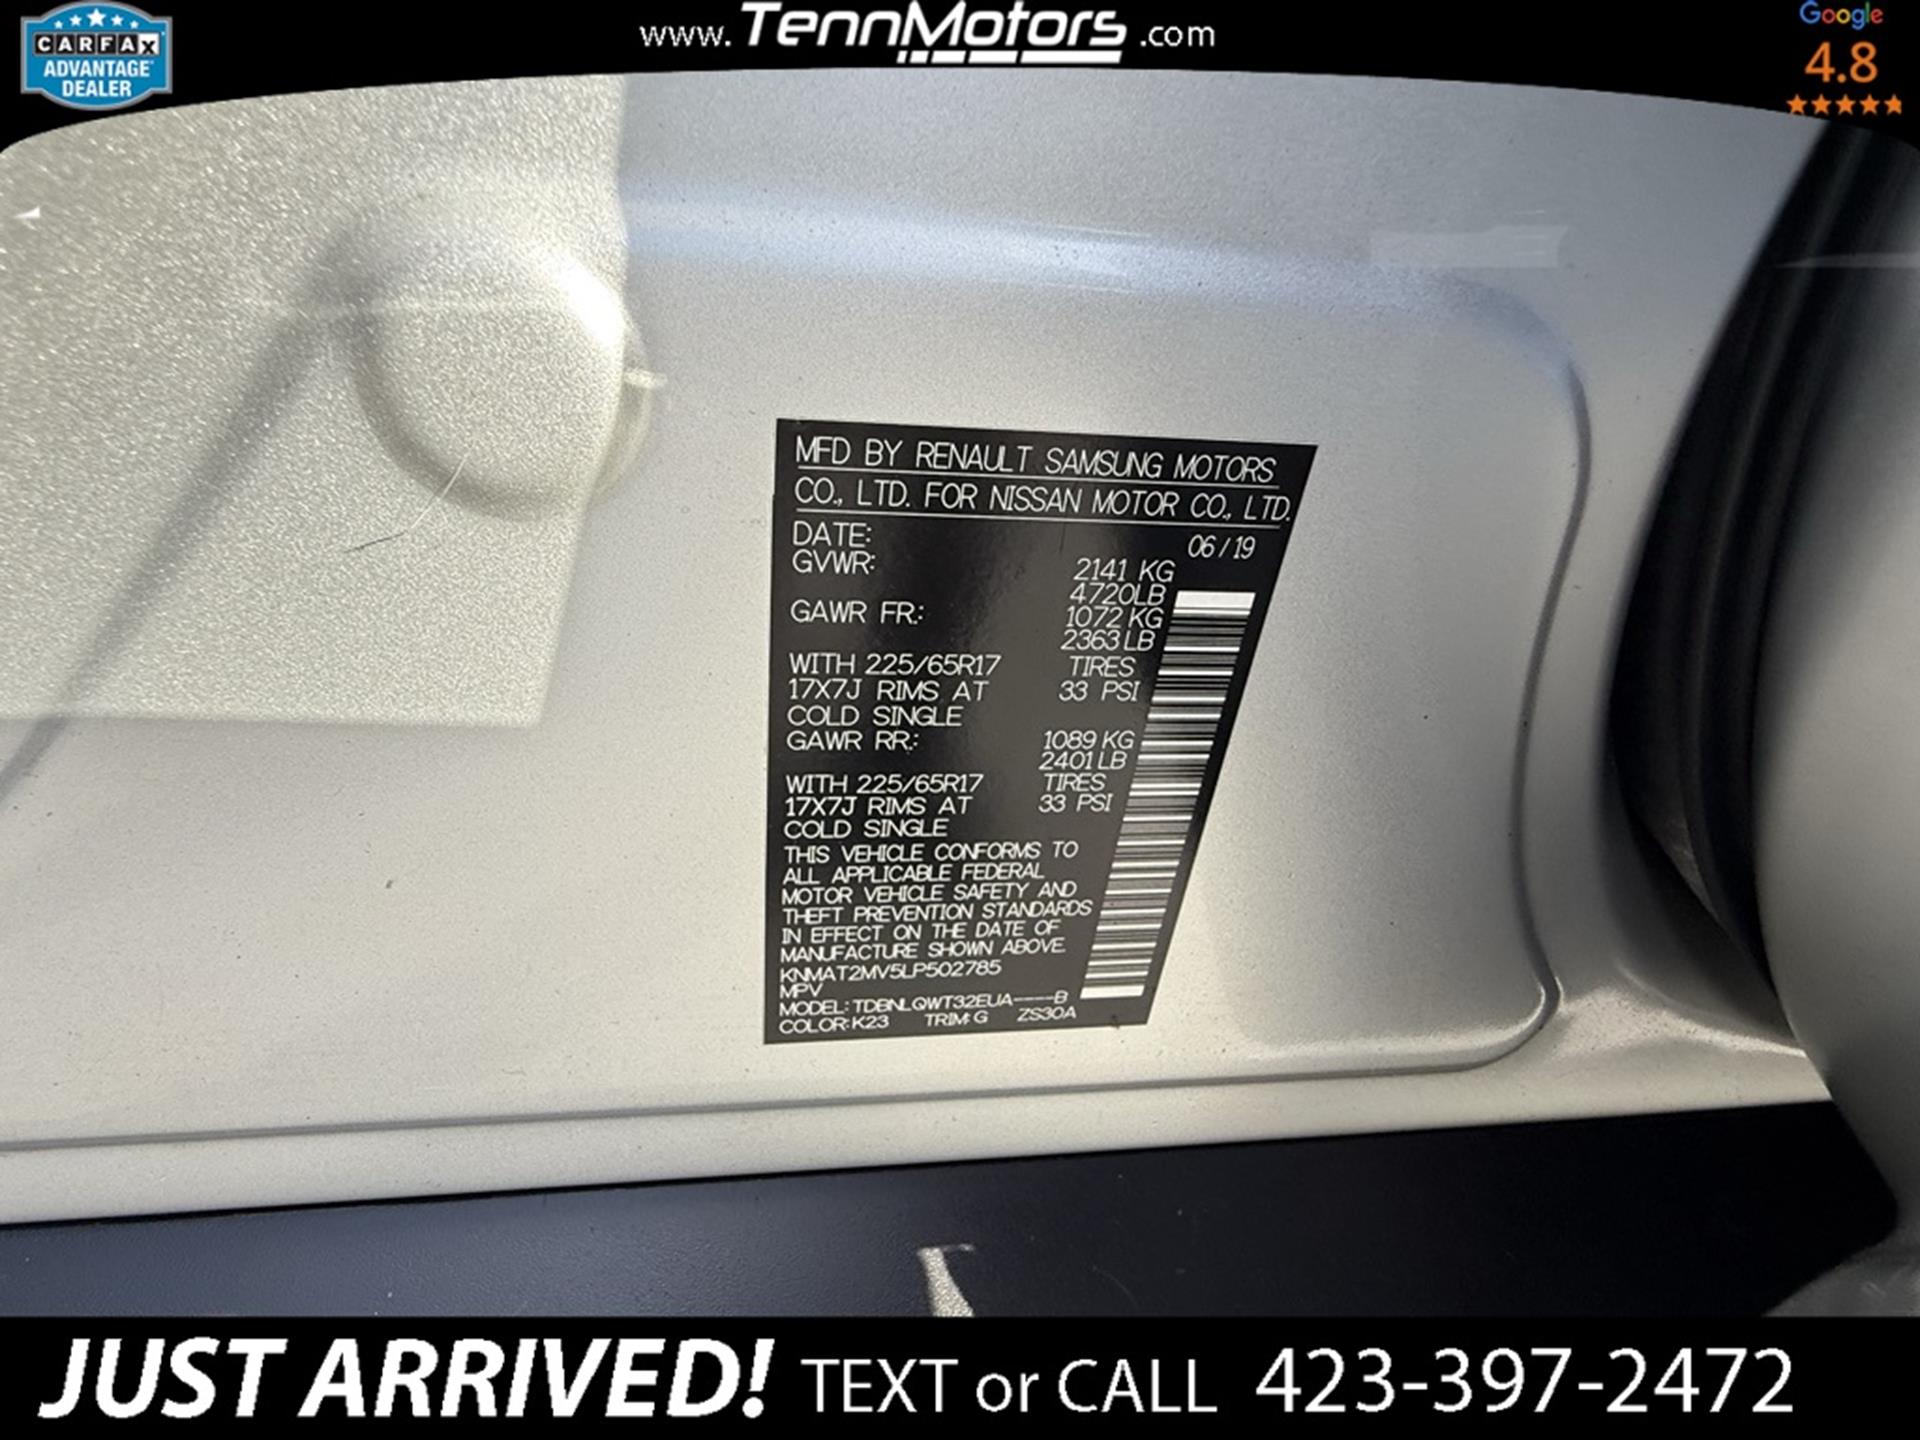 CARFAX
ADVANTAGE
DEALER
www.TennMotors.com
Google
4.8
MFD BY RENAULT SAMSUNG MOTORS
CO., LTD. FOR NISSAN MOTOR CO., LTD.
DATE: 06/19
GVWR: 2141 KG
4720LB
GAWR FR.: 1072 KG
2363 LB
WITH 225/65R17 TIRES
17X7J RIMS AT 33 PSI
COLD SINGLE
GAWR RR.: 1089 KG
2401 LB
WITH 225/65R17 TIRES
17X7J RIMS AT 33 PSI
COLD SINGLE
THIS VEHICLE CONFORMS TO
ALL APPLICABLE FEDERAL
MOTOR VEHICLE SAFETY AND
THEFT PREVENTION STANDARDS
IN EFFECT ON THE DATE OF
MANUFACTURE SHOWN ABOVE.
KNMAT2MV5LP502785
MPV
MODEL: TDBNLQWT32EUA----B
COLOR: K23 TRIM: G ZS30A
JUST ARRIVED! TEXT or CALL 423-397-2472